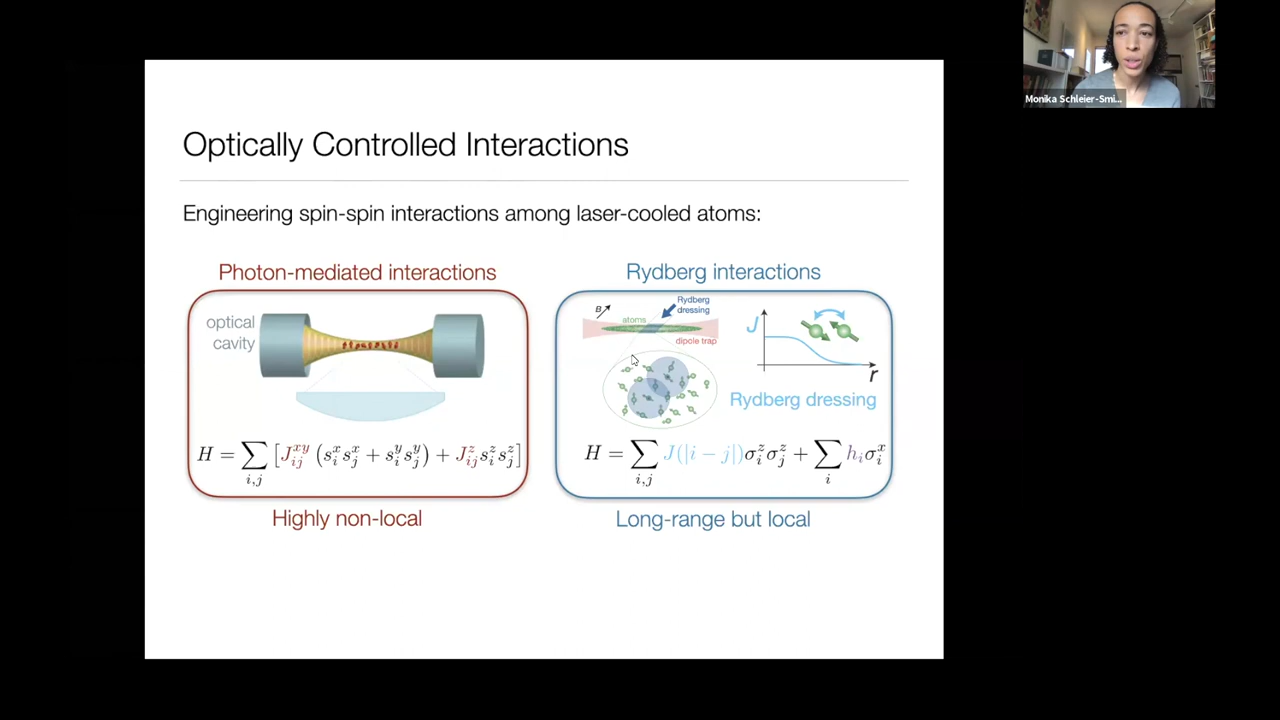 Monika Schleier-Smi...
Optically Controlled Interactions
Engineering spin-spin interactions among laser-cooled atoms:
Photon-mediated interactions
optical
cavity
H = ∑_{i,j} [J_{ij}^{xy} (s_i^x s_j^x + s_i^y s_j^y) + J_{ij}^z s_i^z s_j^z]
Highly non-local
Rydberg interactions
B
Rydberg
dressing
atoms
dipole trap
J
r
Rydberg dressing
H = ∑_{i,j} J(|i − j|)σ_i^z σ_j^z + ∑_i h_i σ_i^x
Long-range but local